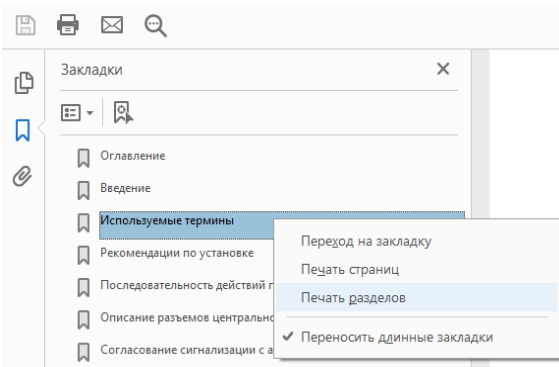 Закладки
Оглавление
Введение
Используемые термины
Рекомендации по установке
Последовательность действий
Описание разъемов
Согласование сигнализации с
Переход на закладку
Печать страниц
Печать разделов
Переносить длинные закладки